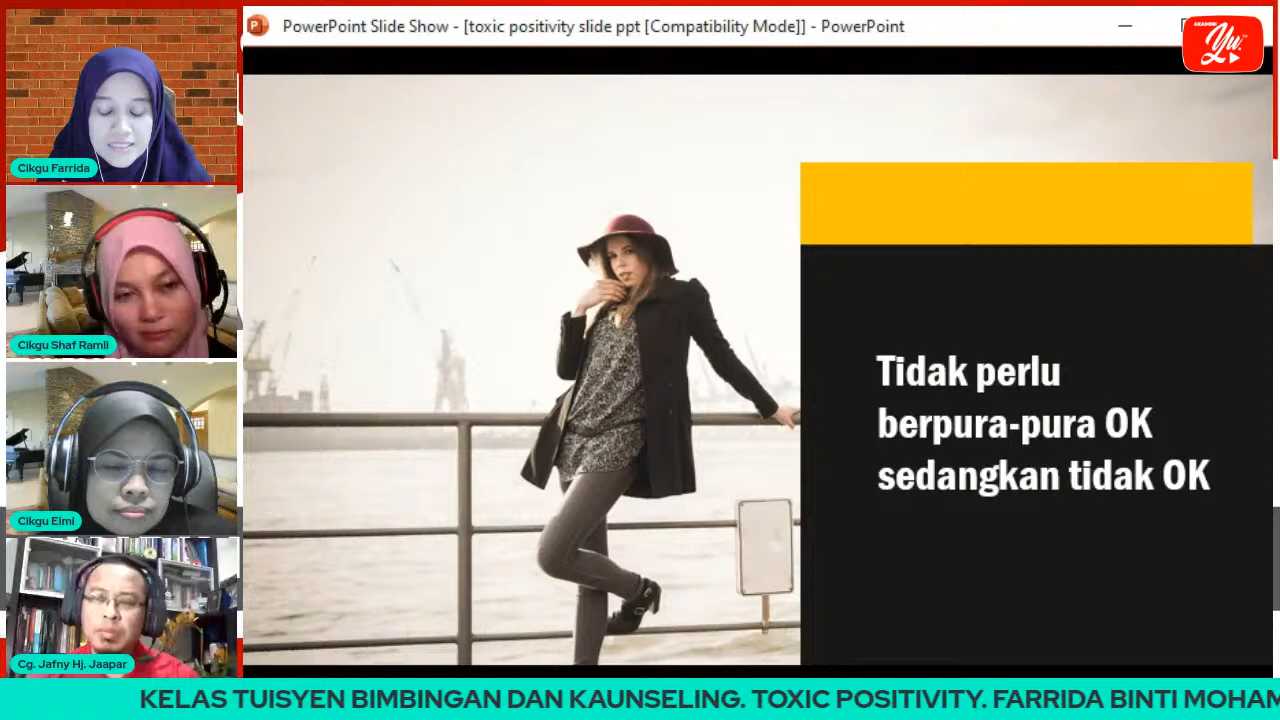 PowerPoint Slide Show - [toxic positivity slide ppt [Compatibility Mode]] - PowerPoint
AKADEMI
Yu.
Cikgu Farrida
Cikgu Shaf Ramli
Cikgu Elmi
Cg. Jafny Hj. Jaapar
Tidak perlu
berpura-pura OK
sedangkan tidak OK
KELAS TUISYEN BIMBINGAN DAN KAUNSELING. TOXIC POSITIVITY. FARRIDA BINTI MOHAM